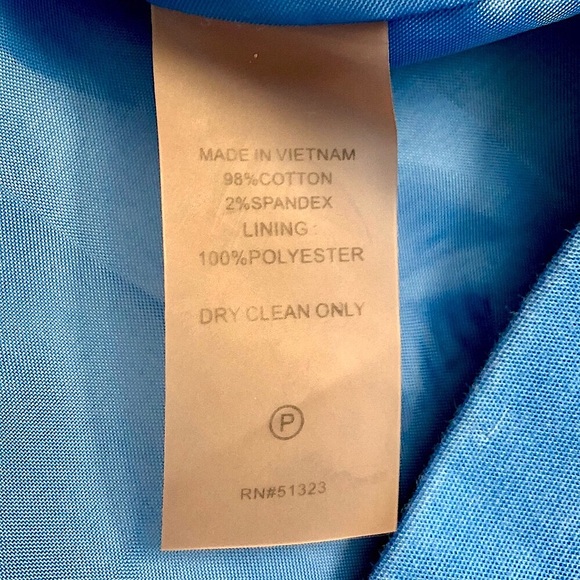 MADE IN VIETNAM
98%COTTON
2%SPANDEX
LINING :
100%POLYESTER
DRY CLEAN ONLY
P
RN#51323